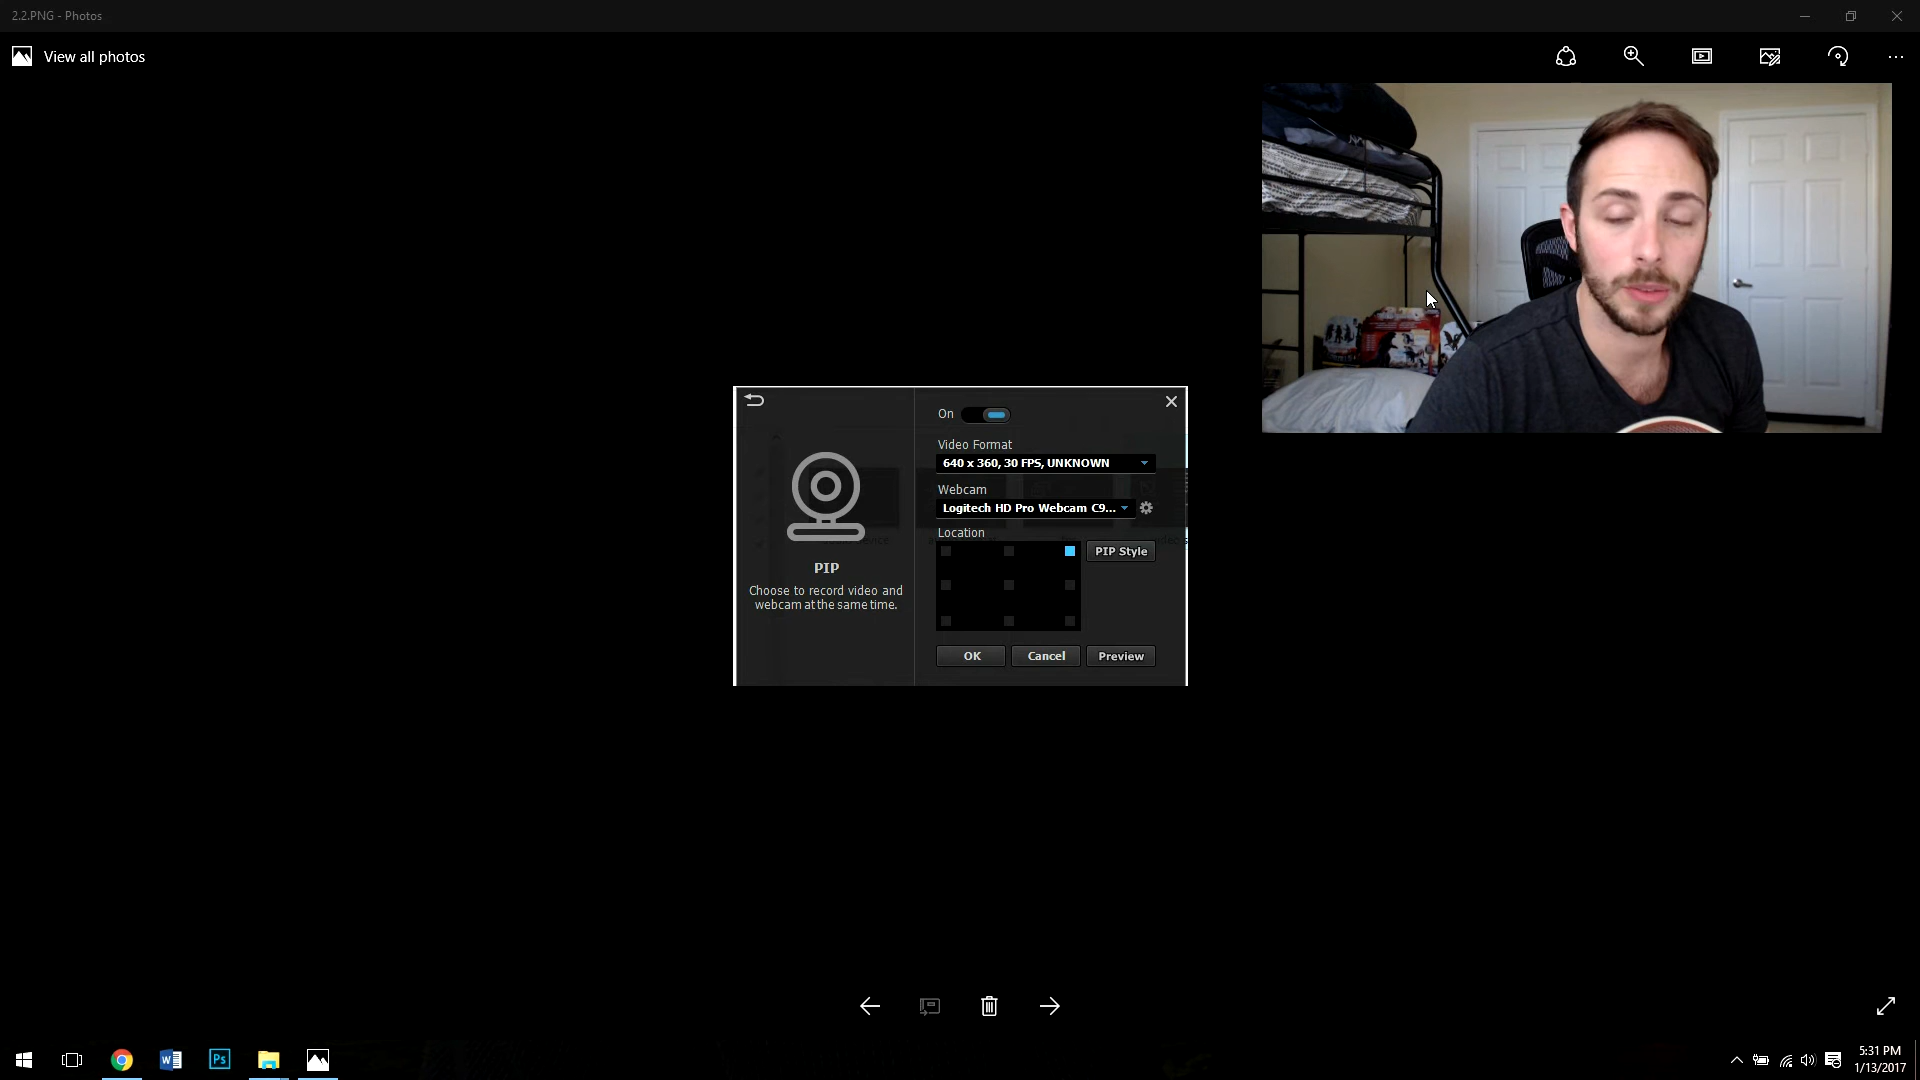 2.2.PNG - Photos
View all photos
On
Video Format
640 x 360, 30 FPS, UNKNOWN
Webcam
Logitech HD Pro Webcam C9...
Location
PIP Style
PIP
Choose to record video and
webcam at the same time.
OK Cancel Preview
Ps
5:31 PM
1/13/2017